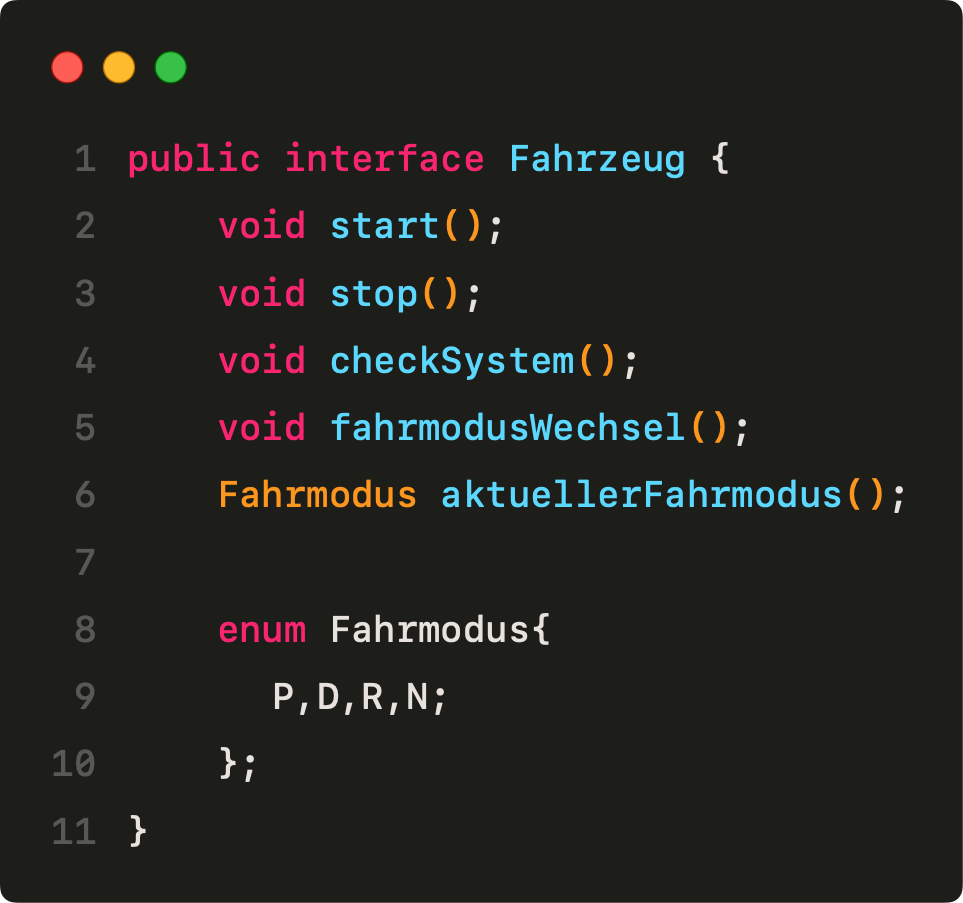 1 public interface Fahrzeug {
2     void start();
3     void stop();
4     void checkSystem();
5     void fahrmodusWechsel();
6     Fahrmodus aktuellerFahrmodus();
7
8     enum Fahrmodus{
9        P,D,R,N;
10     };
11 }